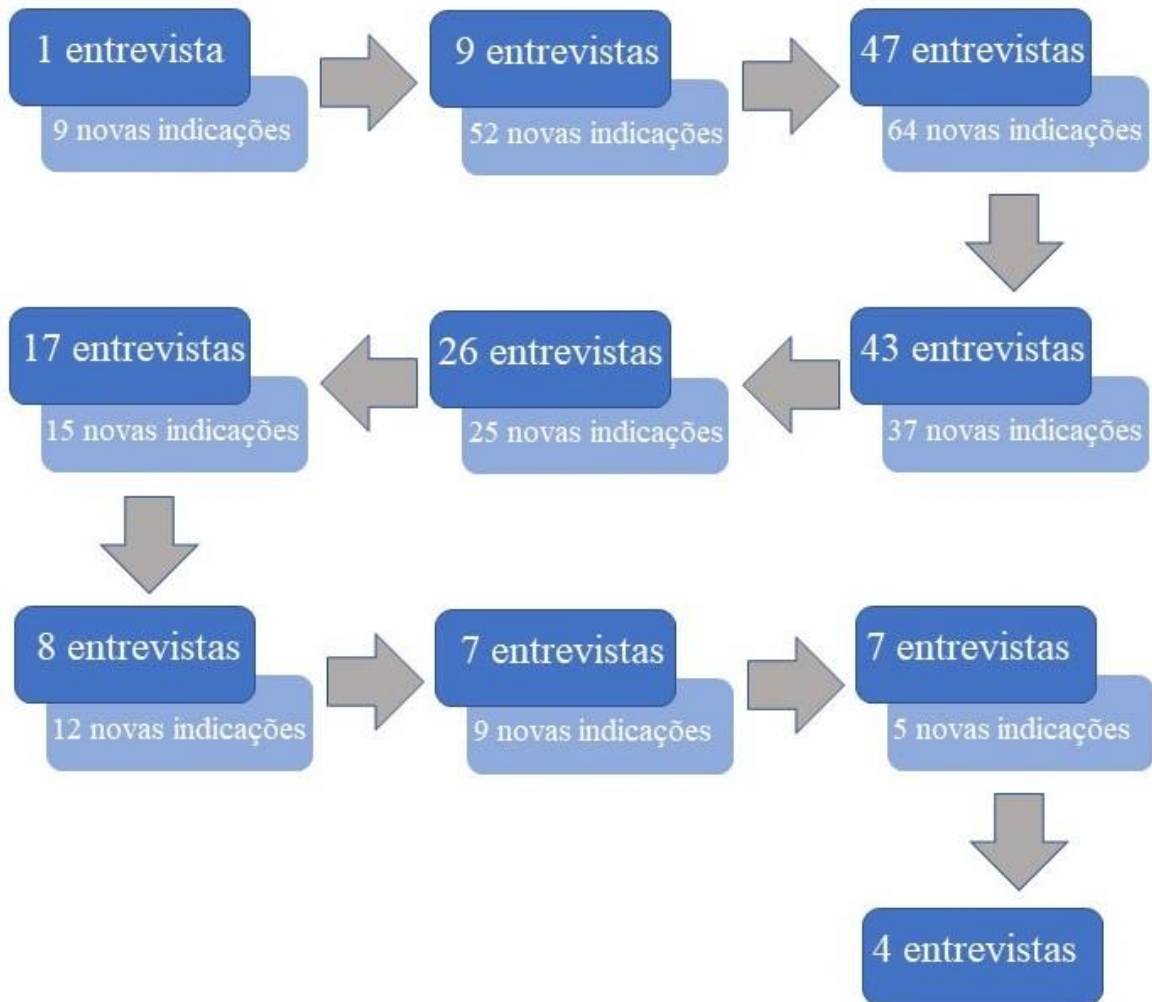 1 entrevista
9 novas indicações
9 entrevistas
52 novas indicações
47 entrevistas
64 novas indicações
43 entrevistas
37 novas indicações
26 entrevistas
25 novas indicações
17 entrevistas
15 novas indicações
8 entrevistas
12 novas indicações
7 entrevistas
9 novas indicações
7 entrevistas
5 novas indicações
4 entrevistas